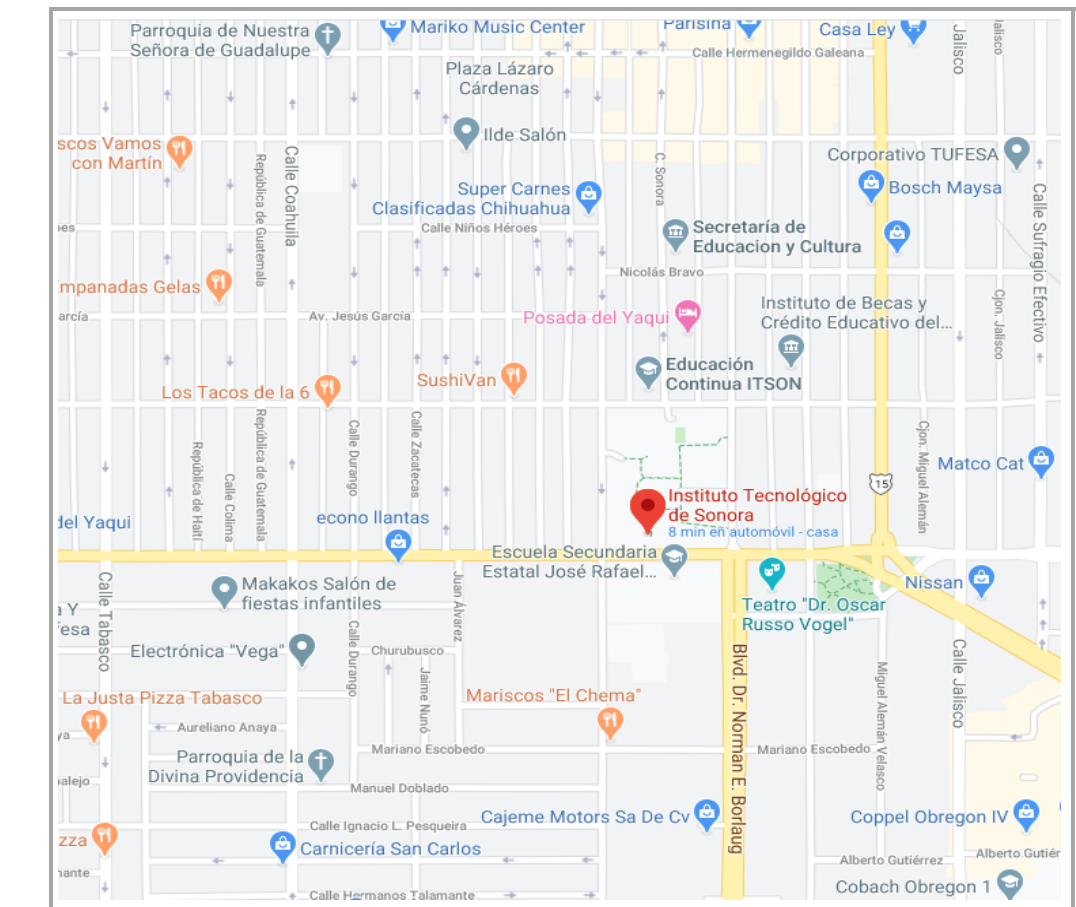 Parroquia de Nuestra
Señora de Guadalupe
Mariko Music Center
Parisina
Casa Ley
Calle Hermenegildo Galeana
Jalisco
Jalisco
Plaza Lázaro
Cárdenas
Ilde Salón
scos Vamos
con Martín
República de Guatemala
Calle Coahuila
C. Sonora
Corporativo TUFESA
Bosch Maysa
Super Carnes
Clasificadas Chihuahua
Calle Niños Héroes
Secretaría de
Educacion y Cultura
Calle Sufragio Efectivo
Nicolás Bravo
mpanadas Gelas
arcía
Av. Jesús García
Posada del Yaqui
Instituto de Becas y
Crédito Educativo del...
Cjon. Jalisco
Educación
Continua ITSON
SushiVan
Los Tacos de la 6
República de Haití
Calle Colima
República de Guatemala
Calle Durango
Calle Zacatecas
Cjon. Miguel Alemán
Matco Cat
15
Instituto Tecnológico
de Sonora
8 min en automóvil - casa
del Yaqui
econo llantas
Escuela Secundaria
Estatal José Rafael...
Nissan
Calle Tabasco
Makakos Salón de
fiestas infantiles
a Y
fesa
Juan Álvarez
Teatro "Dr. Oscar
Russo Vogel"
Electrónica "Vega"
Calle Durango
Churubusco
Jaime Nunó
Blvd. Dr. Norman E. Borlaug
Miguel Alemán Velasco
Calle Jalisco
La Justa Pizza Tabasco
Mariscos "El Chema"
ya
Aureliano Anaya
Mariano Escobedo
Mariano Escobedo
Parroquia de la
Divina Providencia
alejo
Manuel Doblado
Calle Ignacio L. Pesqueira
Cajeme Motors Sa De Cv
Coppel Obregon IV
zza
Carnicería San Carlos
Alberto Gutiérrez
Alberto Gutiér
nante
Calle Hermanos Talamante
Cobach Obregon 1